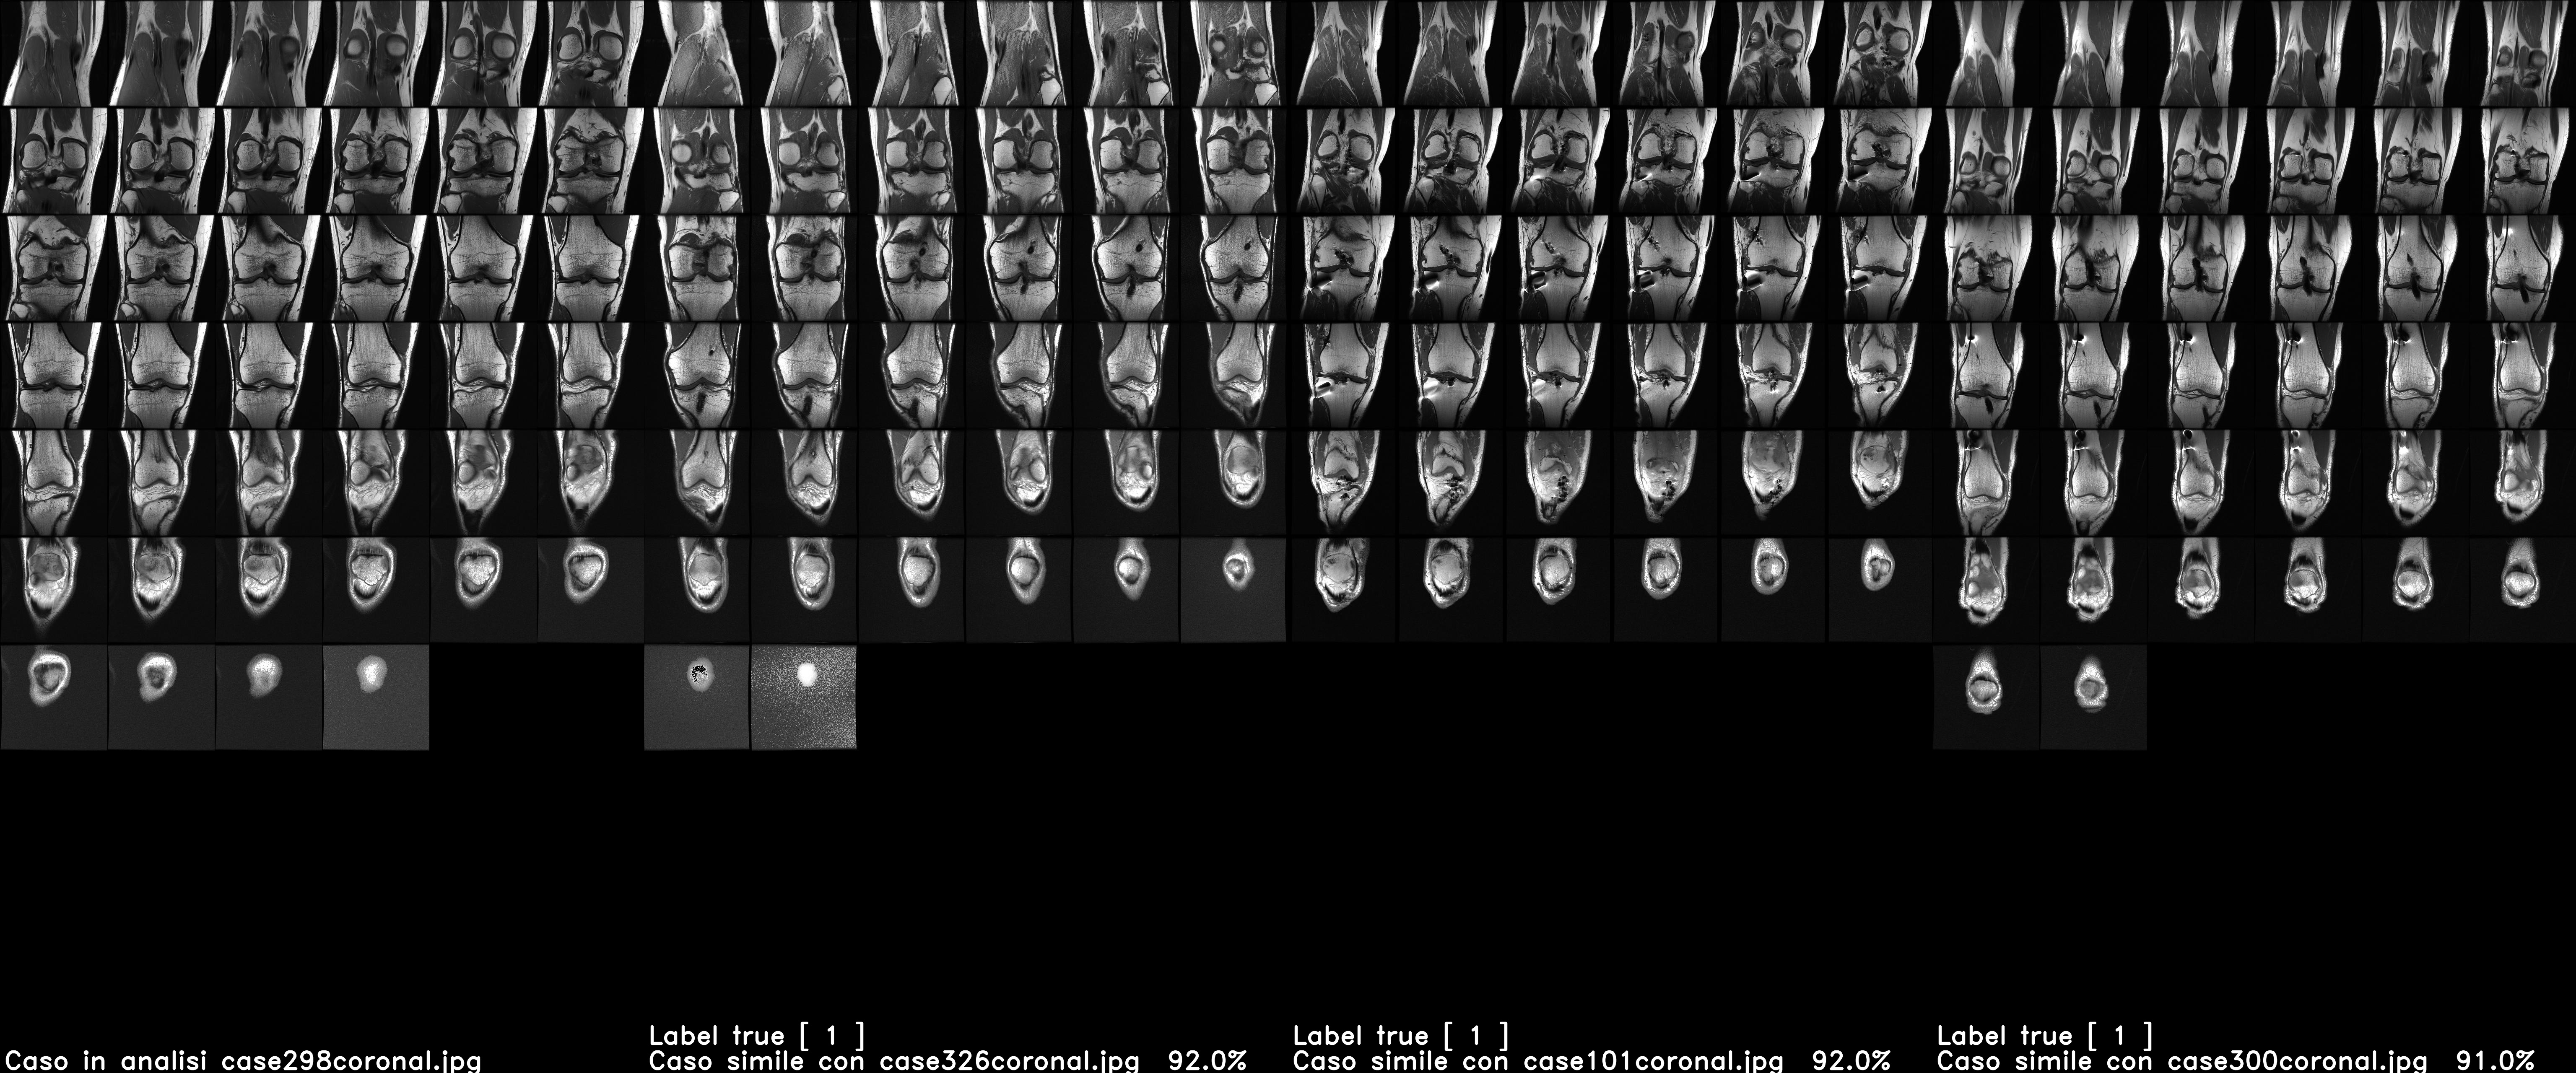 Caso in analisi case298coronal.jpg
Label true [ 1 ]
Caso simile con case326coronal.jpg 92.0%
Label true [ 1 ]
Caso simile con case101coronal.jpg 92.0%
Label true [ 1 ]
Caso simile con case300coronal.jpg 91.0%